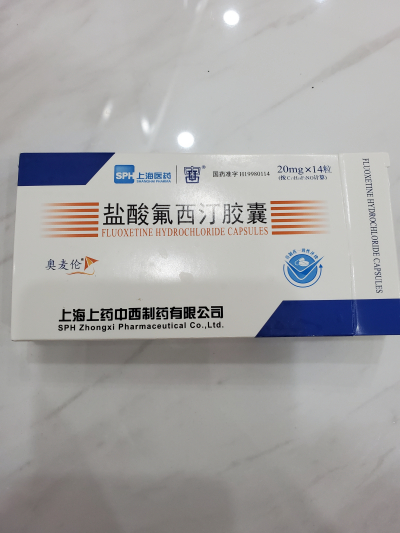 SPH 上海医药
SHANGHAI PHARMA
国药准字 H19980114
20mg×14粒
盐酸氟西汀胶囊
FLUOXETINE HYDROCHLORIDE CAPSULES
奥麦伦
上海上药中西制药有限公司
SPH Zhongxi Pharmaceutical Co.,Ltd.
FLUOXETINE HYDROCHLORIDE CAPSULES